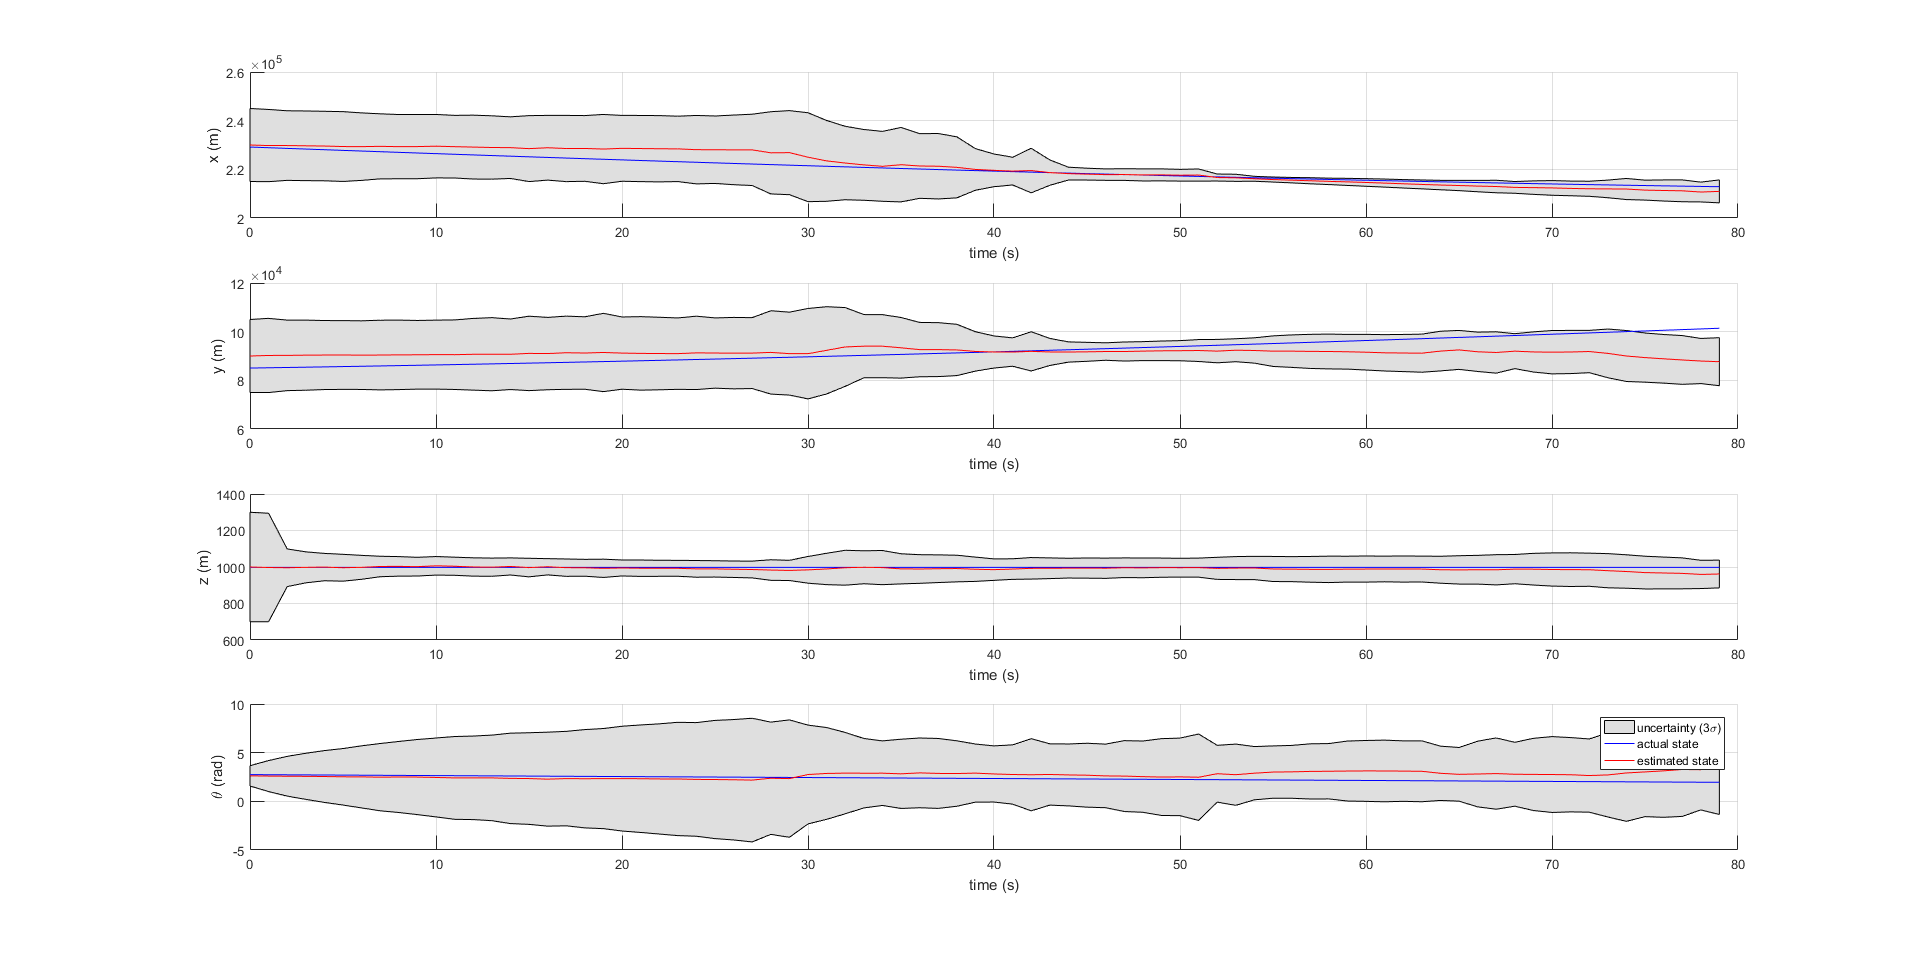 ×10^5
2.6
2.4
2.2
2
x (m)
0 10 20 30 40 50 60 70 80
time (s)
×10^4
12
10
8
6
y (m)
0 10 20 30 40 50 60 70 80
time (s)
1400
1200
1000
800
600
z (m)
0 10 20 30 40 50 60 70 80
time (s)
10
5
0
-5
θ (rad)
uncertainty (3σ)
actual state
estimated state
0 10 20 30 40 50 60 70 80
time (s)